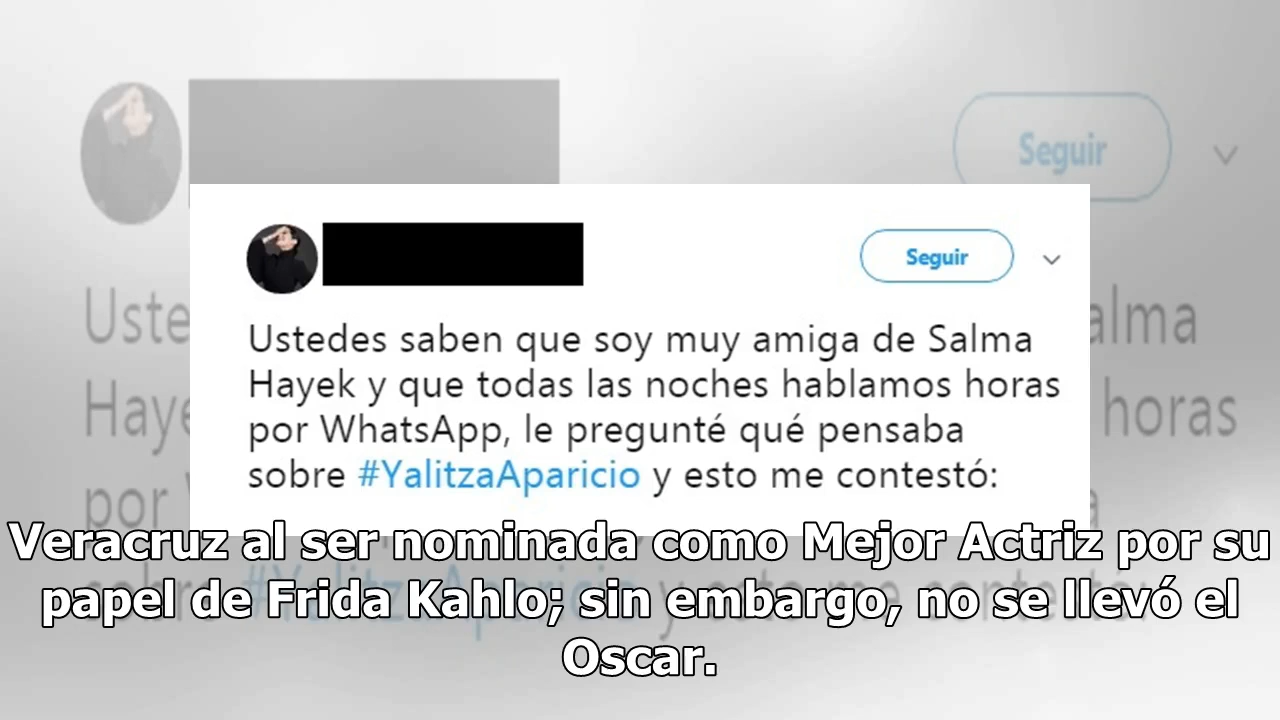 Seguir
Ustedes saben que soy muy amiga de Salma
Hayek y que todas las noches hablamos horas
por WhatsApp, le pregunté qué pensaba
sobre #YalitzaAparicio y esto me contestó:
Veracruz al ser nominada como Mejor Actriz por su
papel de Frida Kahlo; sin embargo, no se llevó el
Oscar.